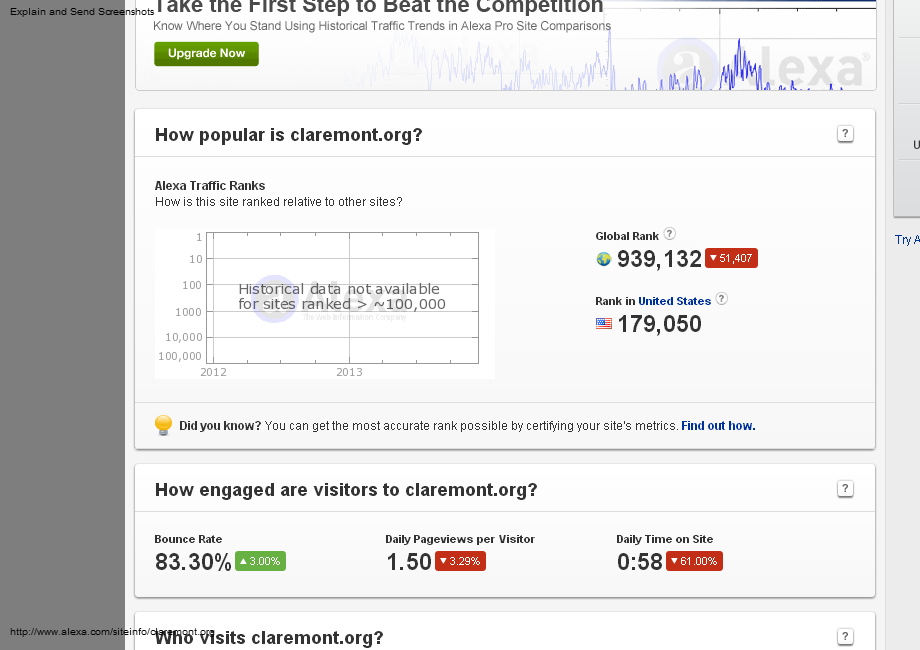 Explain and Send Screenshots
Take the First Step to Beat the Competition
Know Where You Stand Using Historical Traffic Trends in Alexa Pro Site Comparisons
Upgrade Now
Alexa®
How popular is claremont.org?
?
Alexa Traffic Ranks
How is this site ranked relative to other sites?
1
10
100
1000
10,000
100,000
2012
2013
Alexa
The Web Information Company
Historical data not available
for sites ranked > ~100,000
Global Rank ?
939,132 ▼51,407
Rank in United States ?
179,050
Try A
Did you know? You can get the most accurate rank possible by certifying your site's metrics. Find out how.
How engaged are visitors to claremont.org?
?
Bounce Rate
83.30% ▲3.00%
Daily Pageviews per Visitor
1.50 ▼3.29%
Daily Time on Site
0:58 ▼61.00%
http://www.alexa.com/siteinfo/claremont.org
Who visits claremont.org?
?